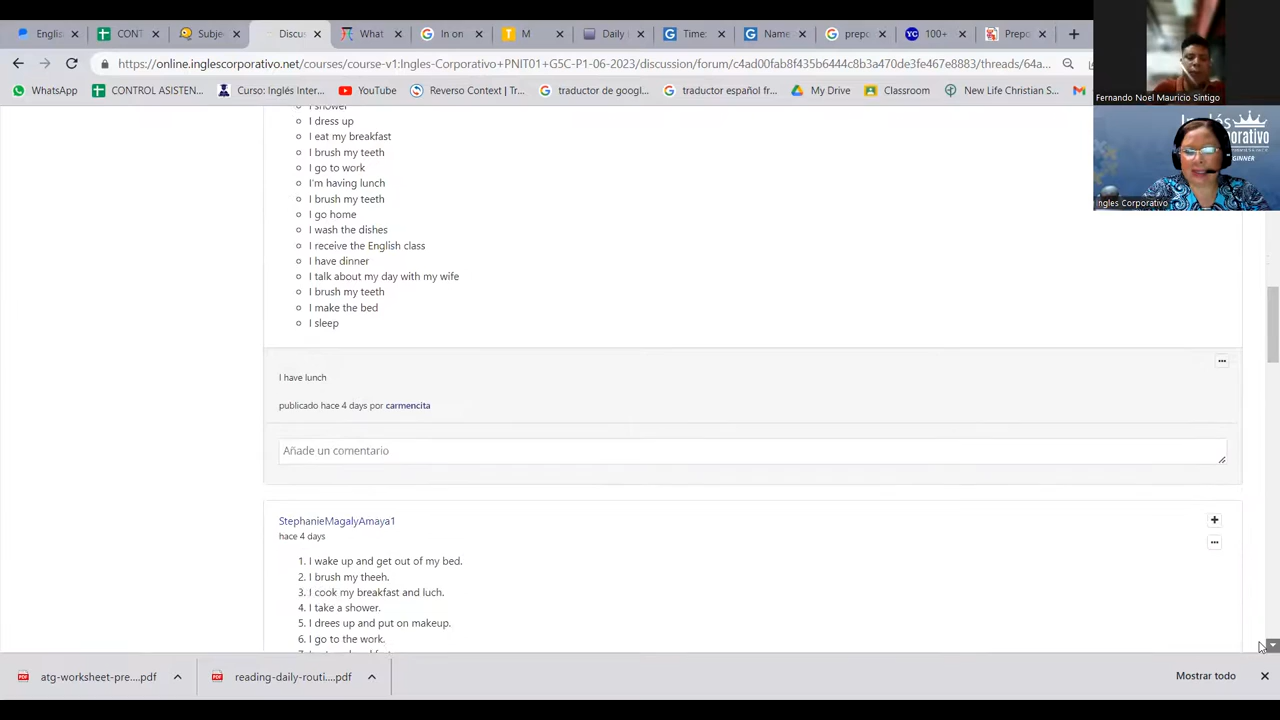 English
CONT
Subje
Discus
What
In on
M
Daily
Time:
Name
prepo
100+
Prepo
https://online.inglescorporativo.net/courses/course-v1:Ingles-Corporativo+PNIT01+G5C-P1-06-2023/discussion/forum/c4ad00fab8f435b6444c8b3a470de3fe467e8883/threads/64a...
WhatsApp
CONTROL ASISTEN...
Curso: Inglés Inter...
YouTube
Reverso Context | Tr...
traductor de googl...
traductor español fr...
My Drive
Classroom
New Life Christian S...
Fernando Noel Mauricio Sintigo
Inglés
Ingles Corporativo
I shower
I dress up
I eat my breakfast
I brush my teeth
I go to work
I'm having lunch
I brush my teeth
I go home
I wash the dishes
I receive the English class
I have dinner
I talk about my day with my wife
I brush my teeth
I make the bed
I sleep
I have lunch
publicado hace 4 days por carmencita
Añade un comentario
StephanieMagalyAmaya1
hace 4 days
1. I wake up and get out of my bed.
2. I brush my theeh.
3. I cook my breakfast and luch.
4. I take a shower.
5. I drees up and put on makeup.
6. I go to the work.
atg-worksheet-pre....pdf
reading-daily-routi....pdf
Mostrar todo